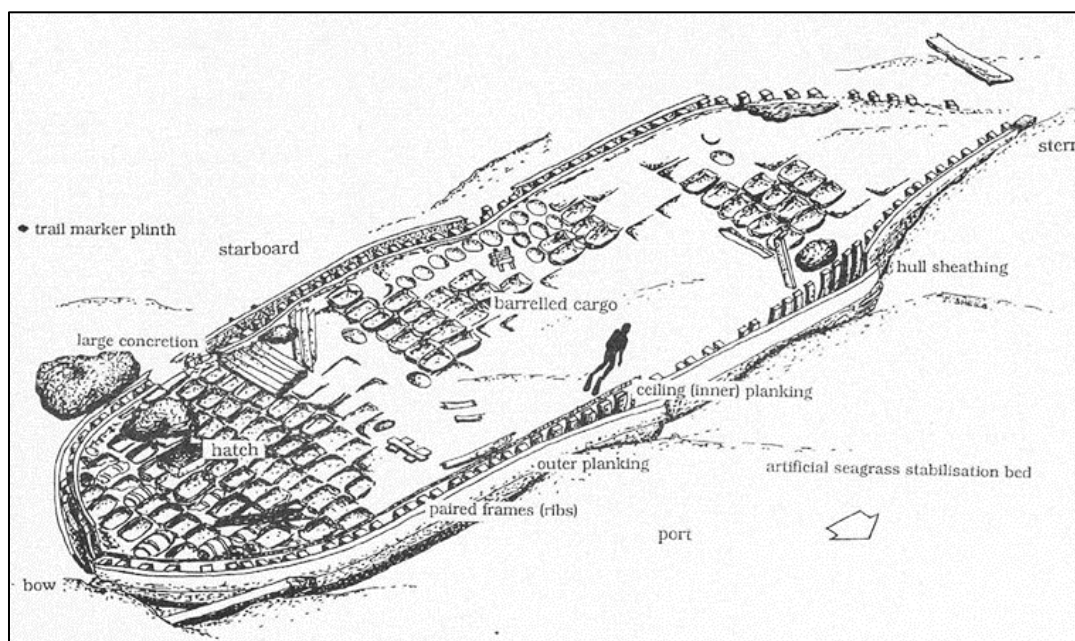 stern
trail marker plinth
starboard
hull sheathing
barrelled cargo
large concretion
ceiling (inner) planking
hatch
outer planking
artificial seagrass stabilisation bed
paired frames (ribs)
port
bow